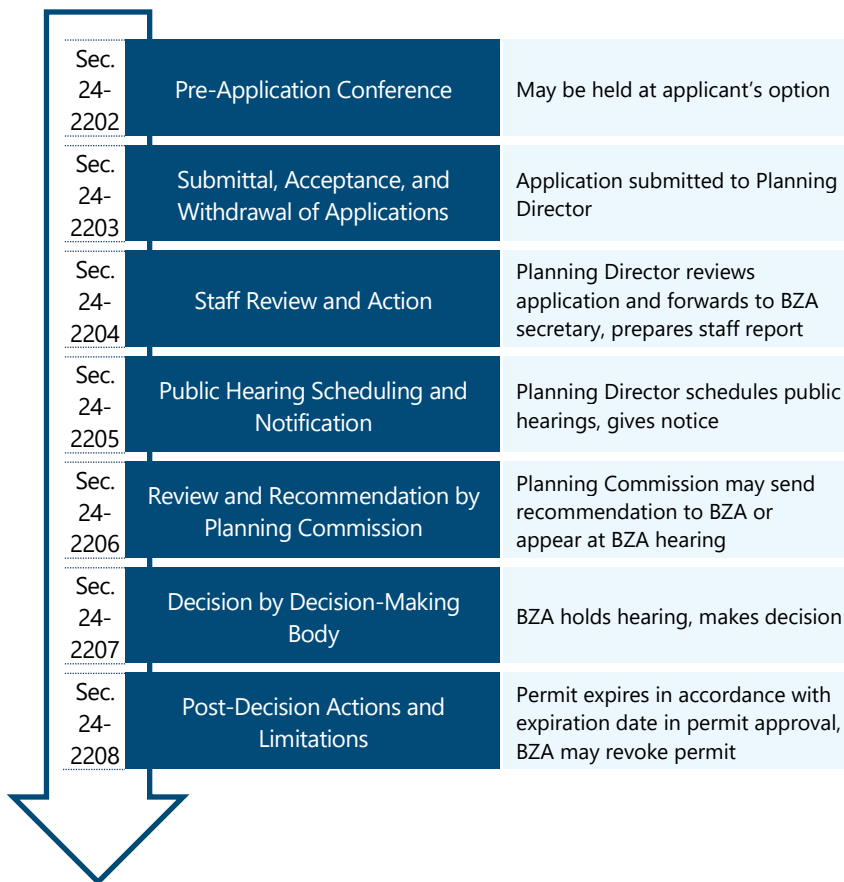 Sec.
24-
2202
Pre-Application Conference
May be held at applicant’s option
Sec.
24-
2203
Submittal, Acceptance, and
Withdrawal of Applications
Application submitted to Planning
Director
Sec.
24-
2204
Staff Review and Action
Planning Director reviews
application and forwards to BZA
secretary, prepares staff report
Sec.
24-
2205
Public Hearing Scheduling and
Notification
Planning Director schedules public
hearings, gives notice
Sec.
24-
2206
Review and Recommendation by
Planning Commission
Planning Commission may send
recommendation to BZA or
appear at BZA hearing
Sec.
24-
2207
Decision by Decision-Making
Body
BZA holds hearing, makes decision
Sec.
24-
2208
Post-Decision Actions and
Limitations
Permit expires in accordance with
expiration date in permit approval,
BZA may revoke permit